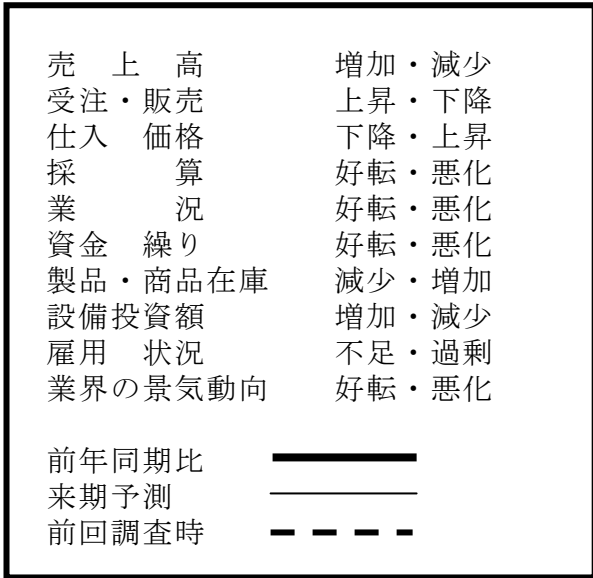 売　上　高　増加・減少
受注・販売　上昇・下降
仕入　価格　下降・上昇
採　　　算　好転・悪化
業　　　況　好転・悪化
資金　繰り　好転・悪化
製品・商品在庫　減少・増加
設備投資額　増加・減少
雇用　状況　不足・過剰
業界の景気動向　好転・悪化
前年同期比
来期予測
前回調査時